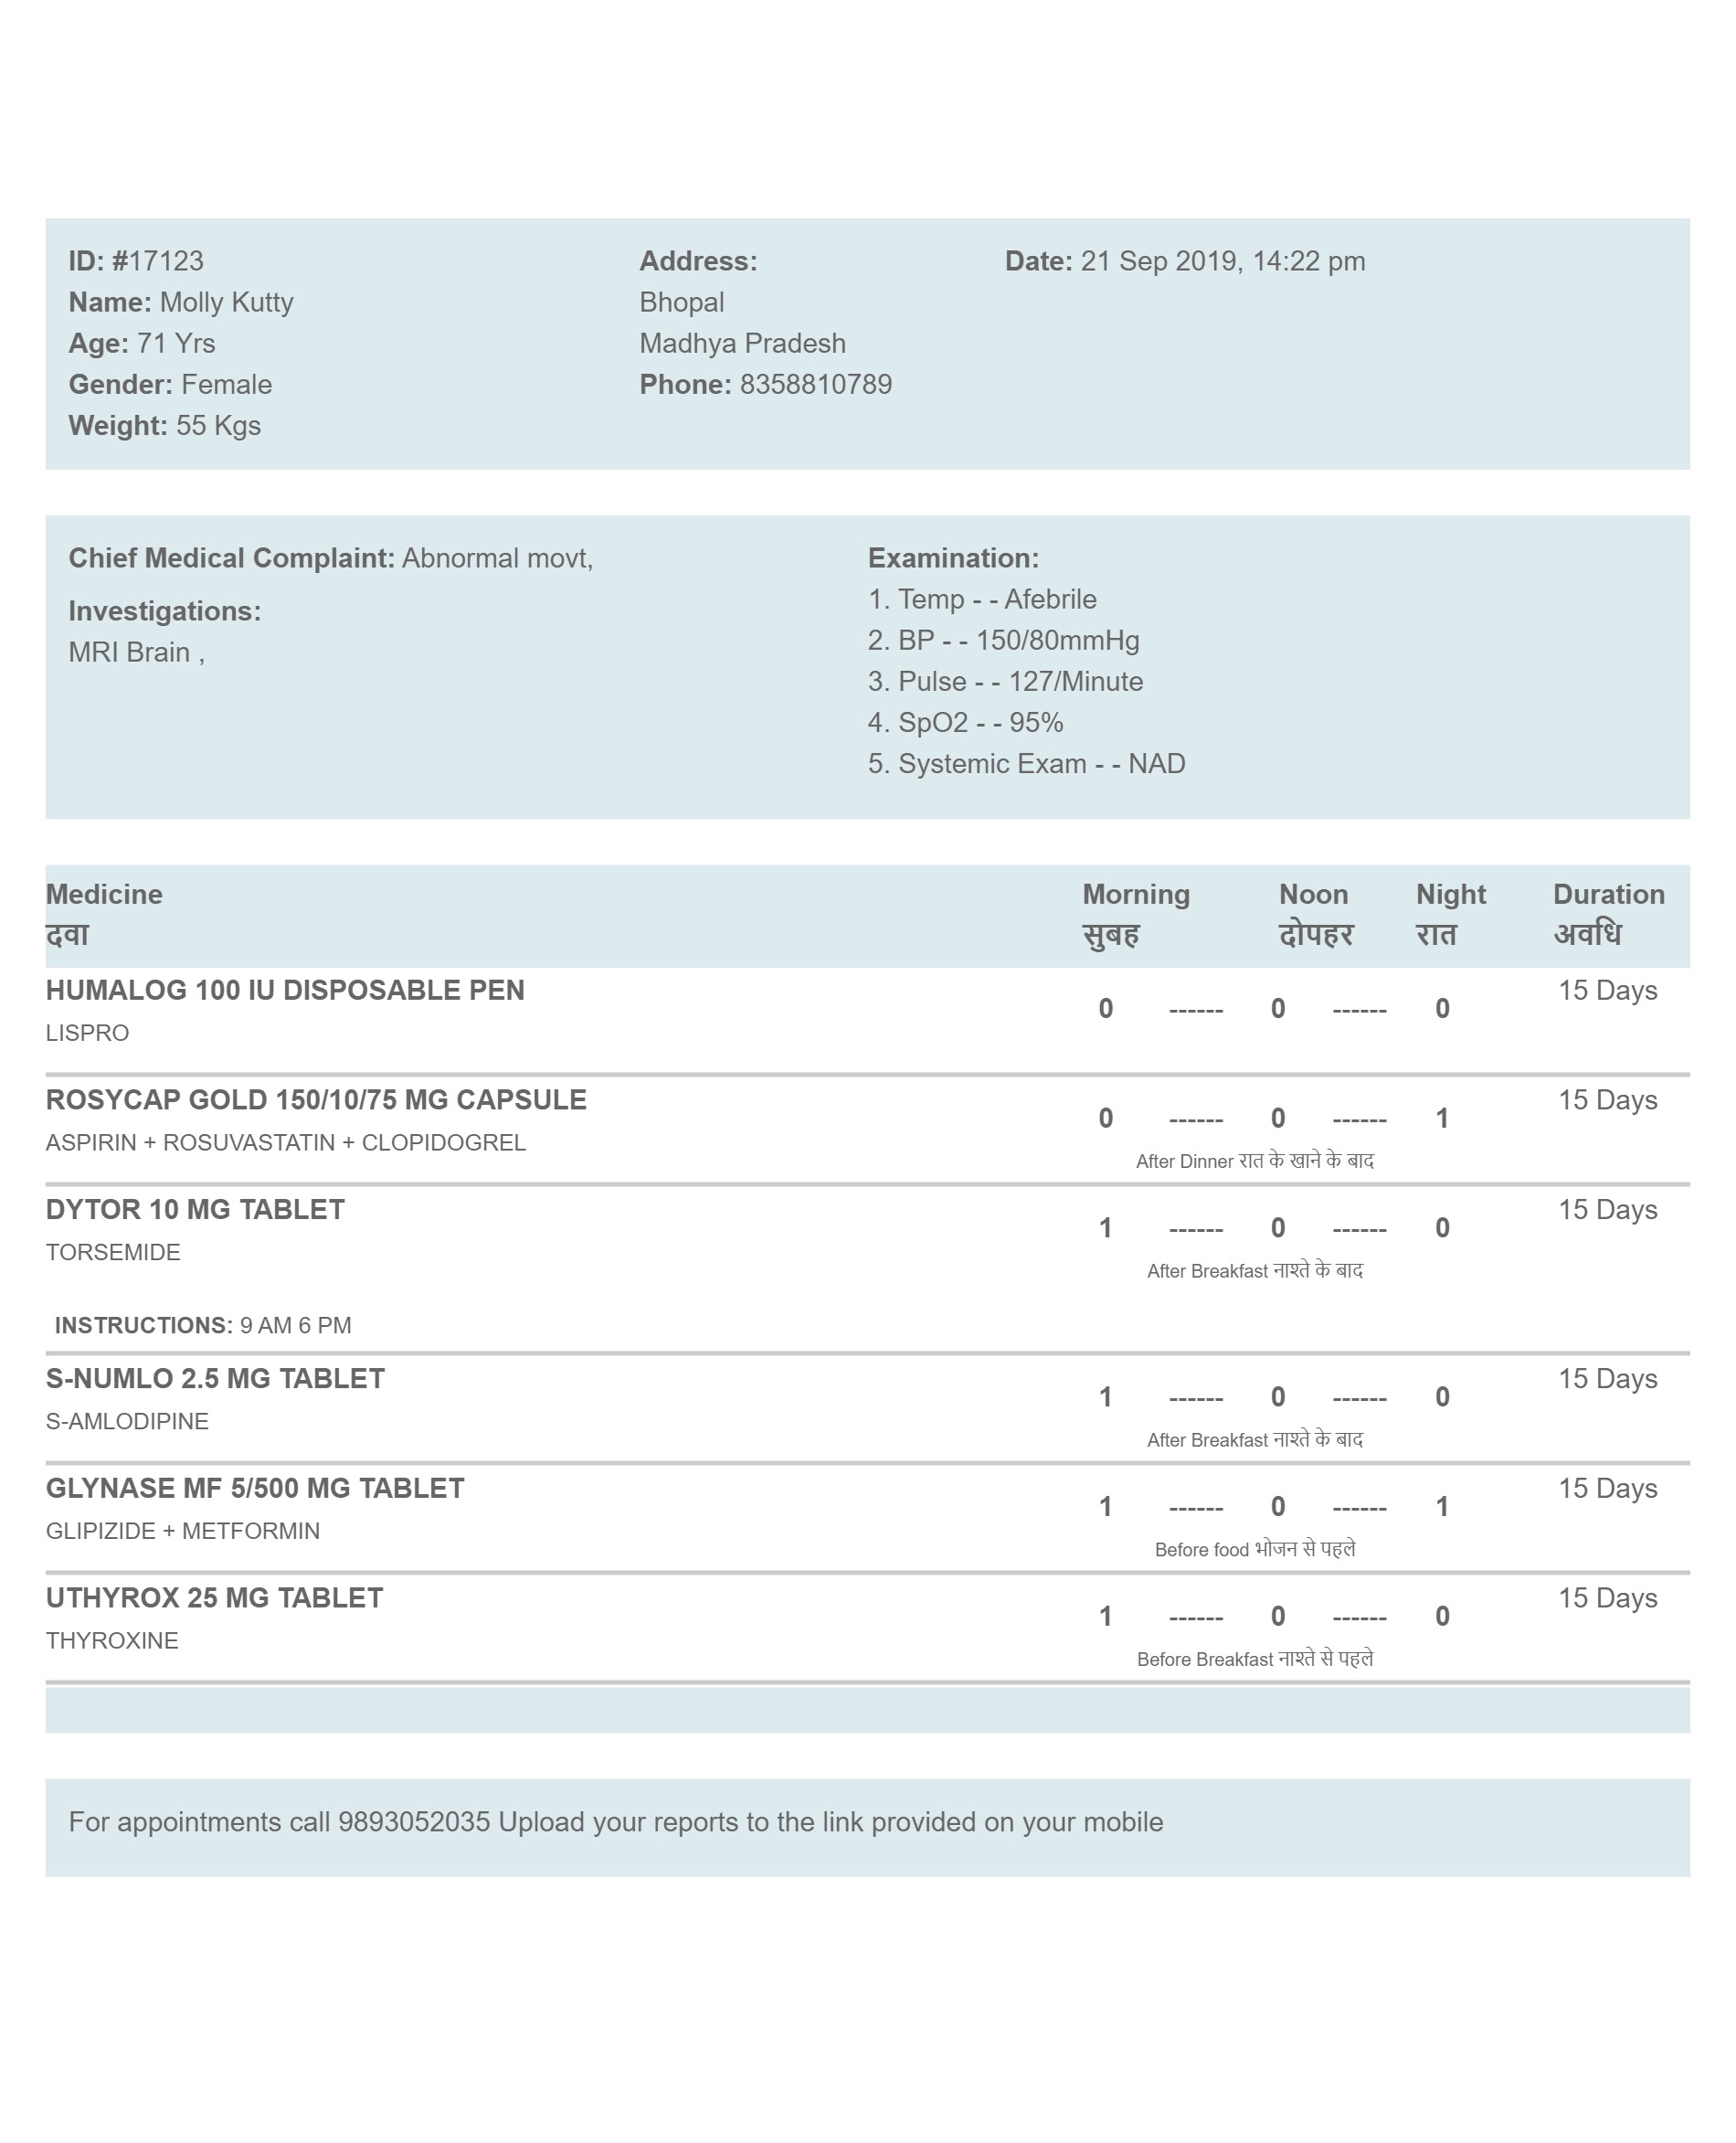 ID: #17123
Name: Molly Kutty
Age: 71 Yrs
Gender: Female
Weight: 55 Kgs
Address:
Bhopal
Madhya Pradesh
Phone: 8358810789
Date: 21 Sep 2019, 14:22 pm
Chief Medical Complaint: Abnormal movt,
Investigations:
MRI Brain ,
Examination:
1. Temp - - Afebrile
2. BP - - 150/80mmHg
3. Pulse - - 127/Minute
4. SpO2 - - 95%
5. Systemic Exam - - NAD
Medicine Morning Noon Night Duration
दवा सुबह दोपहर रात अवधि
HUMALOG 100 IU DISPOSABLE PEN 15 Days
0 ------ 0 ------ 0
LISPRO
ROSYCAP GOLD 150/10/75 MG CAPSULE 15 Days
0 ------ 0 ------ 1
ASPIRIN + ROSUVASTATIN + CLOPIDOGREL
After Dinner रात के खाने के बाद
DYTOR 10 MG TABLET 15 Days
1 ------ 0 ------ 0
TORSEMIDE
After Breakfast नाश्ते के बाद
INSTRUCTIONS: 9 AM 6 PM
S-NUMLO 2.5 MG TABLET 15 Days
1 ------ 0 ------ 0
S-AMLODIPINE
After Breakfast नाश्ते के बाद
GLYNASE MF 5/500 MG TABLET 15 Days
1 ------ 0 ------ 1
GLIPIZIDE + METFORMIN
Before food भोजन से पहले
UTHYROX 25 MG TABLET 15 Days
1 ------ 0 ------ 0
THYROXINE
Before Breakfast नाश्ते से पहले
For appointments call 9893052035 Upload your reports to the link provided on your mobile